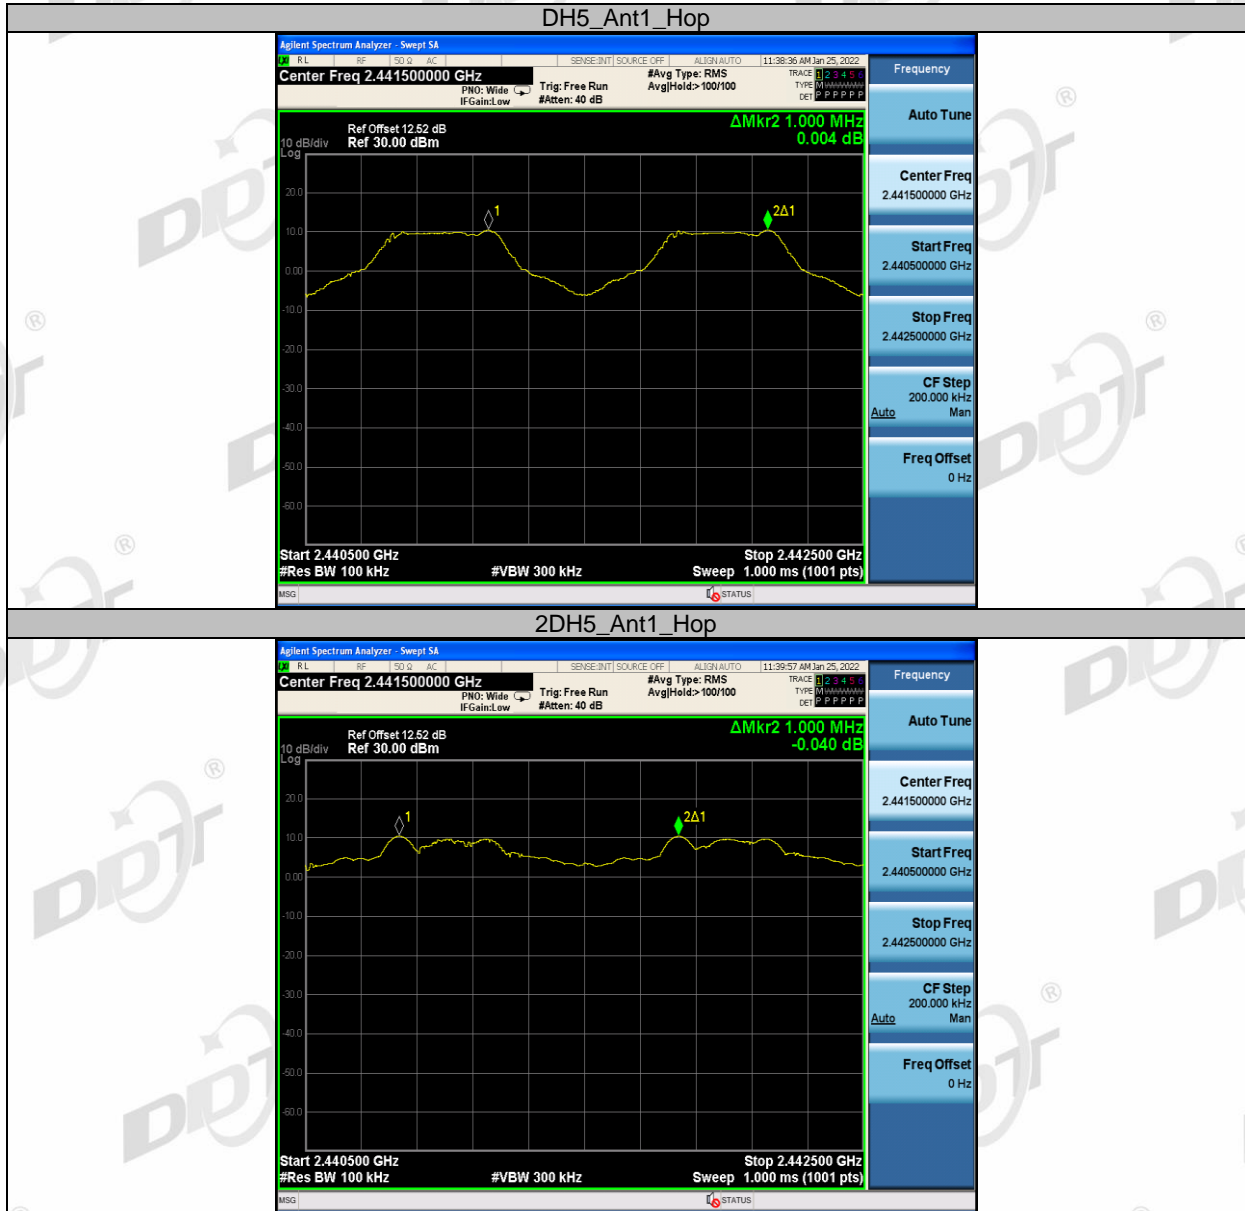 DH5_Ant1_Hop
Agilent Spectrum Analyzer - Swept SA
RL RF 50 Ω AC SENSE:INT SOURCE OFF ALIGN AUTO 11:38:36 AM Jan 25, 2022
Center Freq 2.441500000 GHz
PNO: Wide
IFGain:Low
Trig: Free Run
#Atten: 40 dB
#Avg Type: RMS
Avg|Hold:>100/100
TRACE 1 2 3 4 5 6
TYPE M
DET P P P P P P
Ref Offset 12.52 dB
10 dB/div Ref 30.00 dBm
Log
ΔMkr2 1.000 MHz
0.004 dB
20.0
10.0
0.00
-10.0
-20.0
-30.0
-40.0
-50.0
-60.0
1
2Δ1
Start 2.440500 GHz Stop 2.442500 GHz
#Res BW 100 kHz #VBW 300 kHz Sweep 1.000 ms (1001 pts)
MSG STATUS
Frequency
Auto Tune
Center Freq
2.441500000 GHz
Start Freq
2.440500000 GHz
Stop Freq
2.442500000 GHz
CF Step
200.000 kHz
Auto Man
Freq Offset
0 Hz
2DH5_Ant1_Hop
Agilent Spectrum Analyzer - Swept SA
RL RF 50 Ω AC SENSE:INT SOURCE OFF ALIGN AUTO 11:39:57 AM Jan 25, 2022
Center Freq 2.441500000 GHz
PNO: Wide
IFGain:Low
Trig: Free Run
#Atten: 40 dB
#Avg Type: RMS
Avg|Hold:>100/100
TRACE 1 2 3 4 5 6
TYPE M
DET P P P P P P
Ref Offset 12.52 dB
10 dB/div Ref 30.00 dBm
Log
ΔMkr2 1.000 MHz
-0.040 dB
20.0
10.0
0.00
-10.0
-20.0
-30.0
-40.0
-50.0
-60.0
1
2Δ1
Start 2.440500 GHz Stop 2.442500 GHz
#Res BW 100 kHz #VBW 300 kHz Sweep 1.000 ms (1001 pts)
MSG STATUS
Frequency
Auto Tune
Center Freq
2.441500000 GHz
Start Freq
2.440500000 GHz
Stop Freq
2.442500000 GHz
CF Step
200.000 kHz
Auto Man
Freq Offset
0 Hz